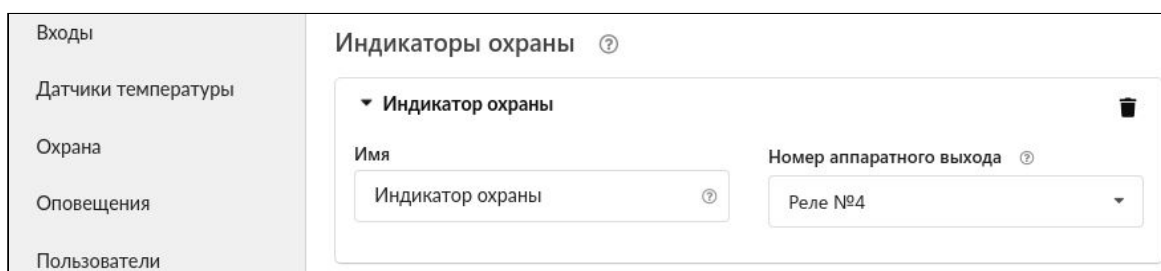 Входы
Датчики температуры
Охрана
Оповещения
Пользователи
Индикаторы охраны ?
Индикатор охраны
Имя
Индикатор охраны ?
Номер аппаратного выхода ?
Реле №4